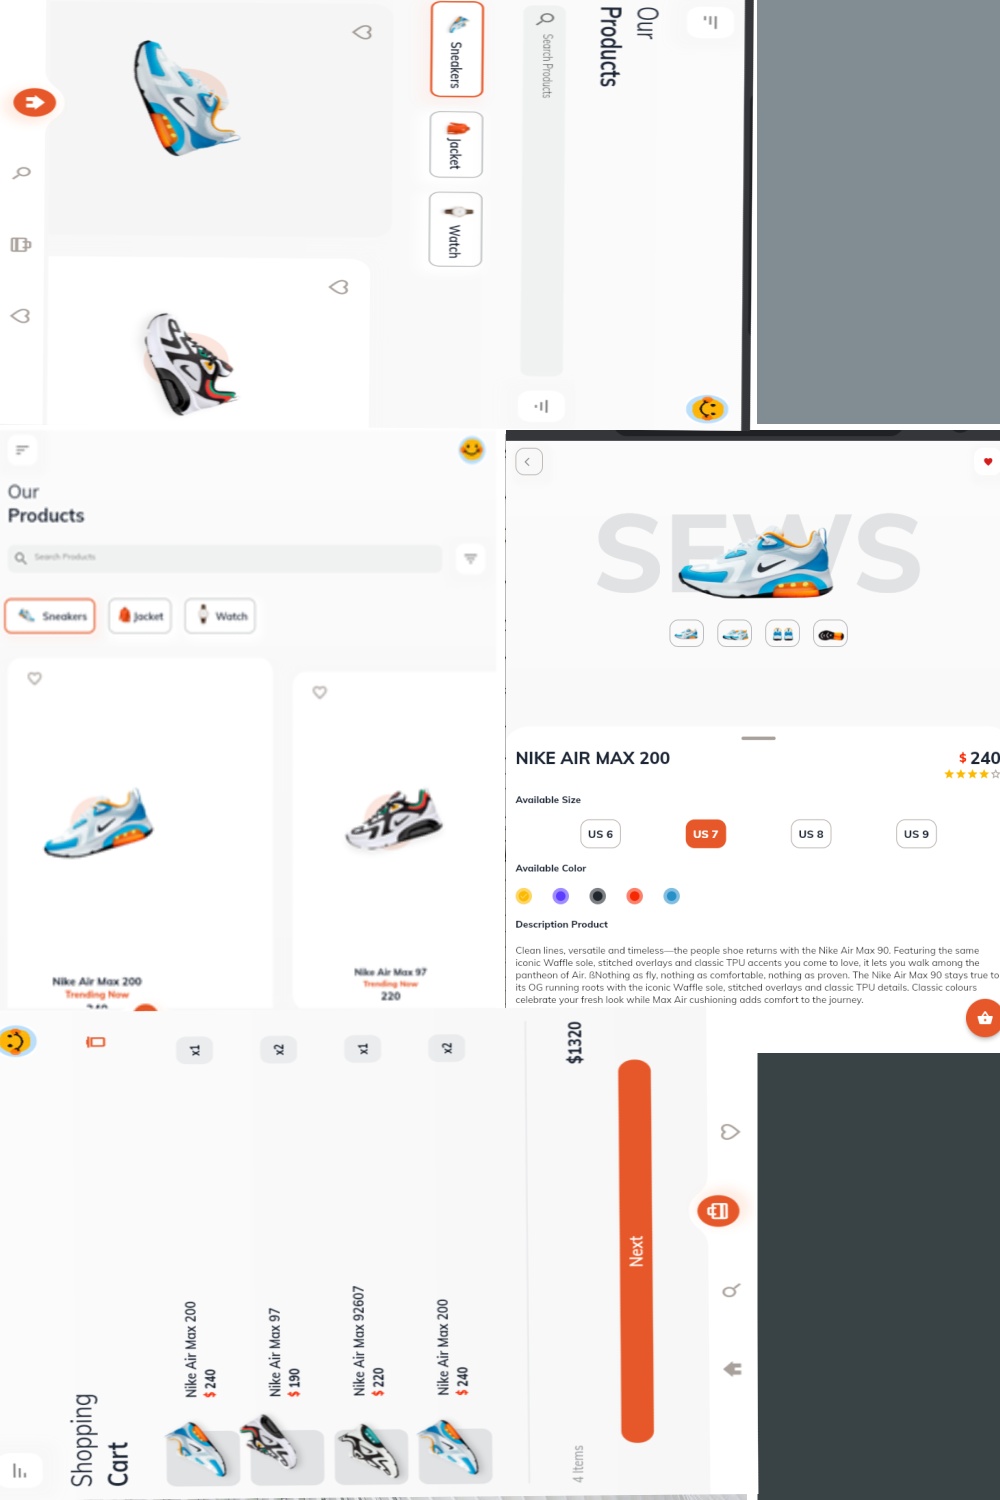 Shopping
Cart
Nike Air Max 200
$ 240
x1
Nike Air Max 97
$ 190
x2
Nike Air Max 92607
$ 220
x1
Nike Air Max 200
$ 240
x2
4 Items
$1320
Next
Our
Products
Search Products
Sneakers
Jacket
Watch
Nike Air Max 200
Trending Now
Nike Air Max 97
Trending Now
220
NIKE AIR MAX 200
$ 240
Available Size
US 6
US 7
US 8
US 9
Available Color
Description Product
Clean lines, versatile and timeless—the people shoe returns with the Nike Air Max 90. Featuring the same
iconic Waffle sole, stitched overlays and classic TPU accents you come to love, it lets you walk among the
pantheon of Air. ßNothing as fly, nothing as comfortable, nothing as proven. The Nike Air Max 90 stays true to
its OG running roots with the iconic Waffle sole, stitched overlays and classic TPU details. Classic colours
celebrate your fresh look while Max Air cushioning adds comfort to the journey.
Our
Products
Search Products
Sneakers
Jacket
Watch